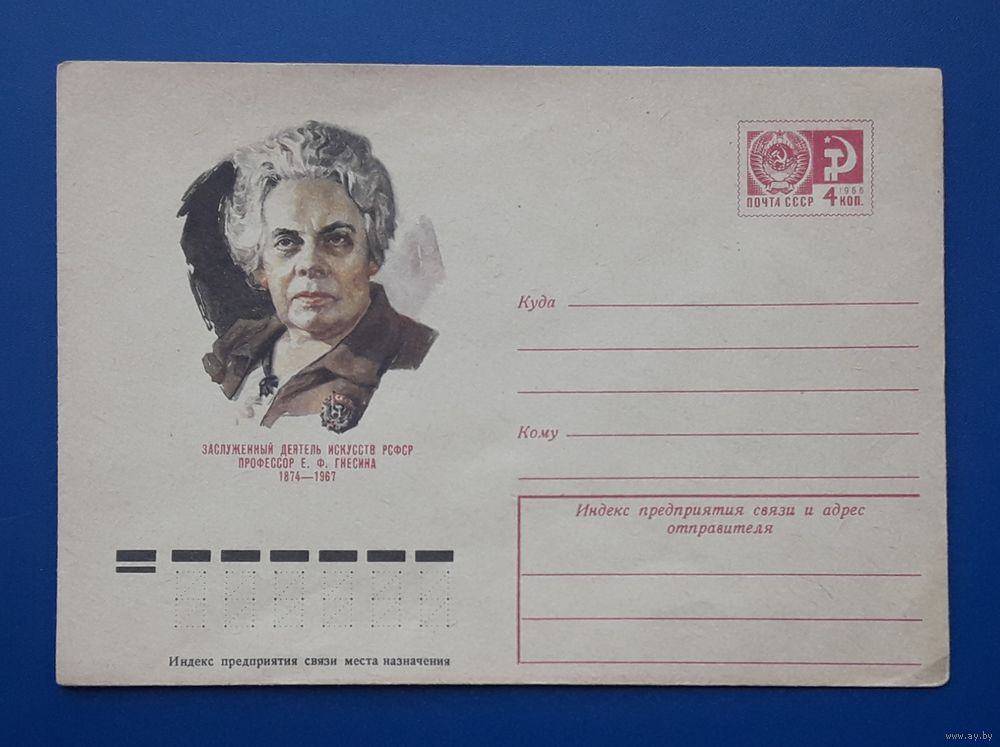 ЗАСЛУЖЕННЫЙ ДЕЯТЕЛЬ ИСКУССТВ РСФСР
ПРОФЕССОР Е. Ф. ГНЕСИНА
1874—1967
1966
ПОЧТА СССР 4 КОП.
Куда
Кому
Индекс предприятия связи и адрес
отправителя
Индекс предприятия связи места назначения
www.ay.by